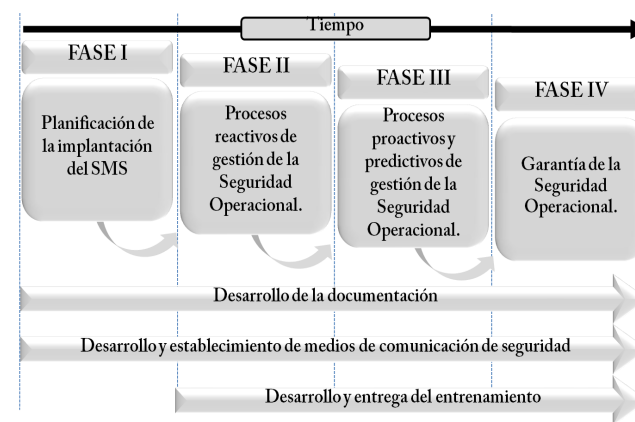 Tiempo
FASE I
Planificación de
la implantación
del SMS
FASE II
Procesos
reactivos de
gestión de la
Seguridad
Operacional.
FASE III
Procesos
proactivos y
predictivos de
gestión de la
Seguridad
Operacional.
FASE IV
Garantía de la
Seguridad
Operacional.
Desarrollo de la documentación
Desarrollo y establecimiento de medios de comunicación de seguridad
Desarrollo y entrega del entrenamiento